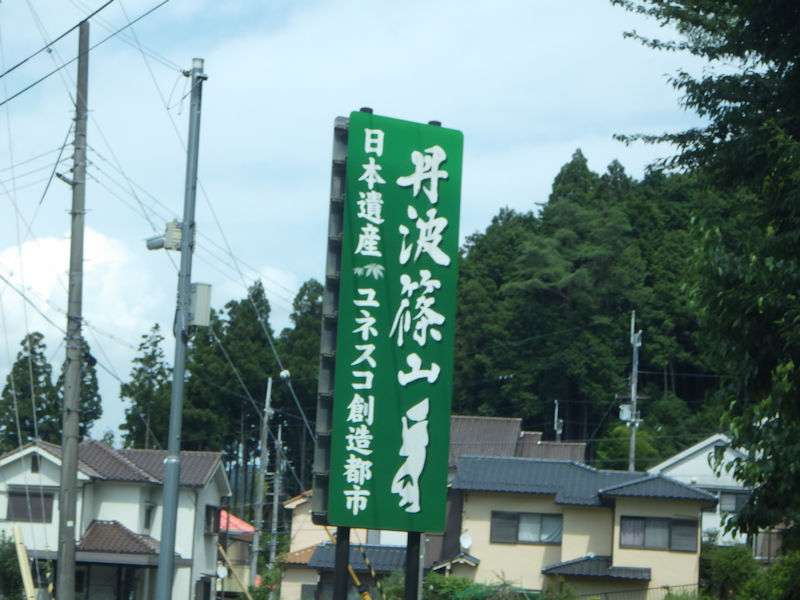 丹波篠山
日本遺産 ユネスコ創造都市